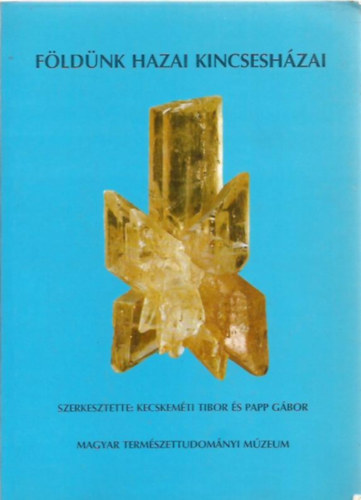 FÖLDÜNK HAZAI KINCSESHÁZAI
SZERKESZTETTE: KECSKEMÉTI TIBOR ÉS PAPP GÁBOR
MAGYAR TERMÉSZETTUDOMÁNYI MÚZEUM